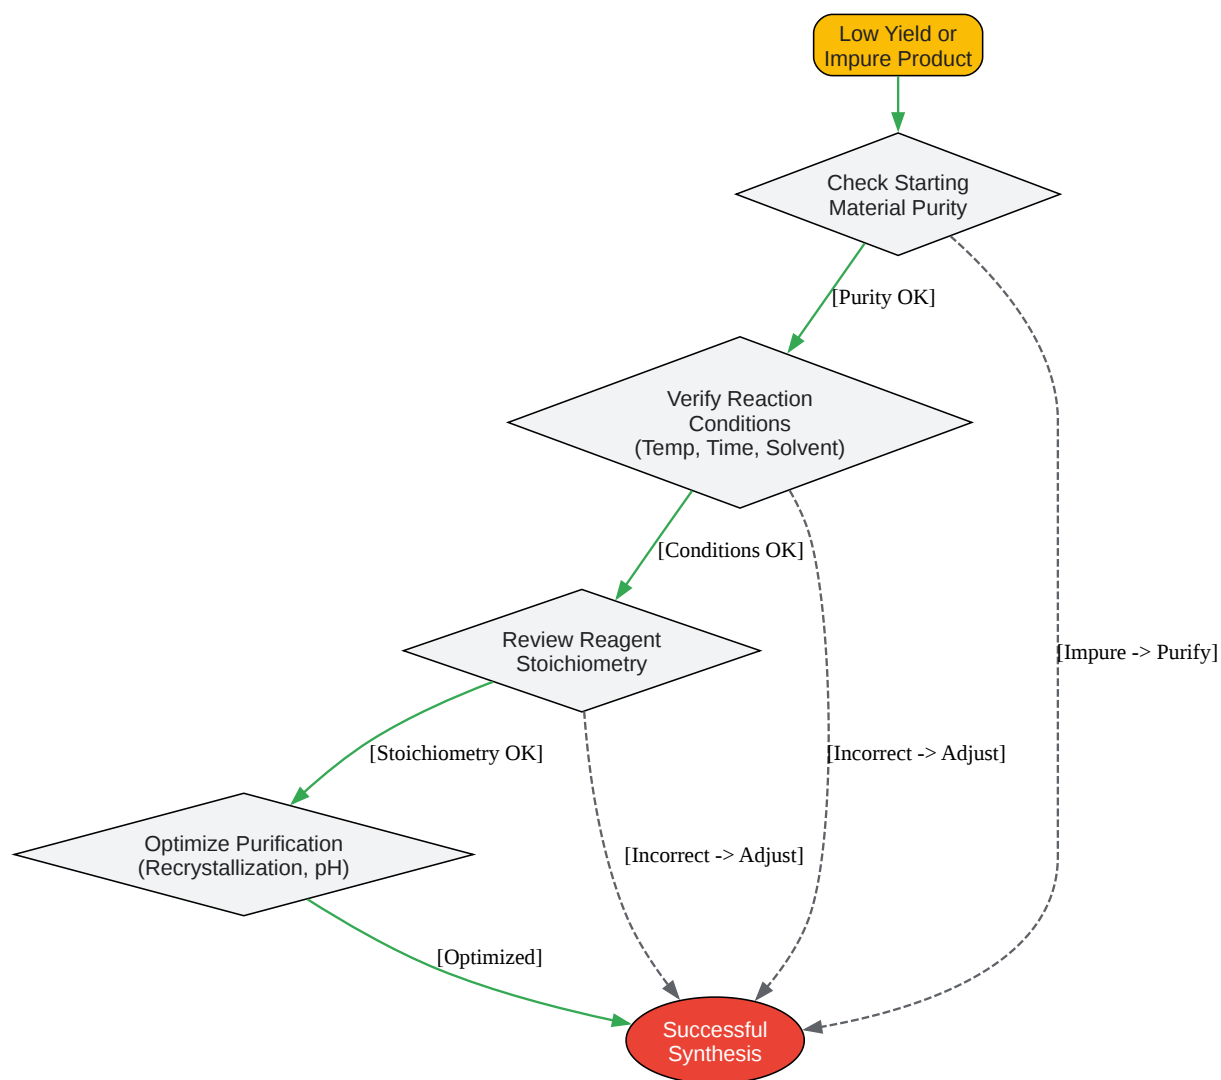 Low Yield or
Impure Product
Check Starting
Material Purity
[Purity OK]
Verify Reaction
Conditions
(Temp, Time, Solvent)
[Conditions OK]
Review Reagent
Stoichiometry
[Impure -> Purify]
[Stoichiometry OK]
[Incorrect -> Adjust]
Optimize Purification
(Recrystallization, pH)
[Incorrect -> Adjust]
[Optimized]
Successful
Synthesis